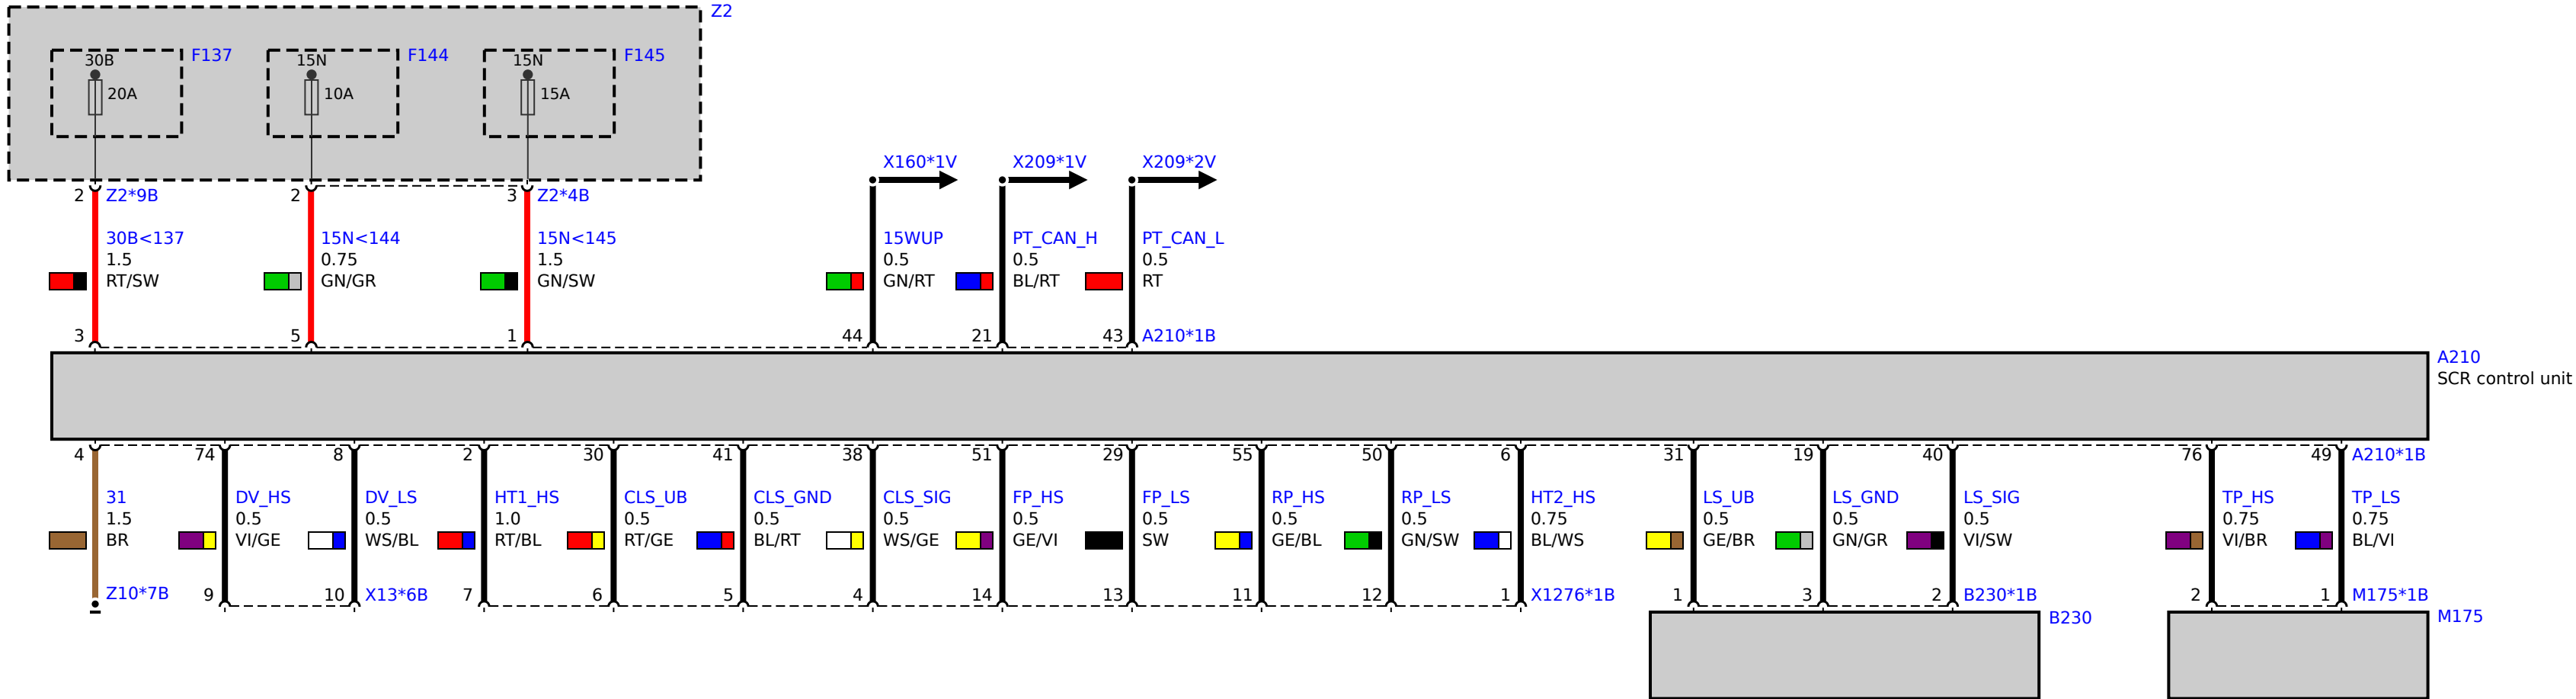 Z2
30B
F137
15N
F144
15N
F145
20A
10A
15A
X160*1V
X209*1V
X209*2V
2
Z2*9B
2
3
Z2*4B
30B<137
1.5
RT/SW
15N<144
0.75
GN/GR
15N<145
1.5
GN/SW
15WUP
0.5
GN/RT
PT_CAN_H
0.5
BL/RT
PT_CAN_L
0.5
RT
3
5
1
44
21
43
A210*1B
A210
SCR control unit
4
74
8
2
30
41
38
51
29
55
50
6
31
19
40
76
49
A210*1B
31
1.5
BR
DV_HS
0.5
VI/GE
DV_LS
0.5
WS/BL
HT1_HS
1.0
RT/BL
CLS_UB
0.5
RT/GE
CLS_GND
0.5
BL/RT
CLS_SIG
0.5
WS/GE
FP_HS
0.5
GE/VI
FP_LS
0.5
SW
RP_HS
0.5
GE/BL
RP_LS
0.5
GN/SW
HT2_HS
0.75
BL/WS
LS_UB
0.5
GE/BR
LS_GND
0.5
GN/GR
LS_SIG
0.5
VI/SW
TP_HS
0.75
VI/BR
TP_LS
0.75
BL/VI
Z10*7B
9
10
X13*6B
7
6
5
4
14
13
11
12
1
X1276*1B
1
3
2
B230*1B
2
1
M175*1B
B230
M175